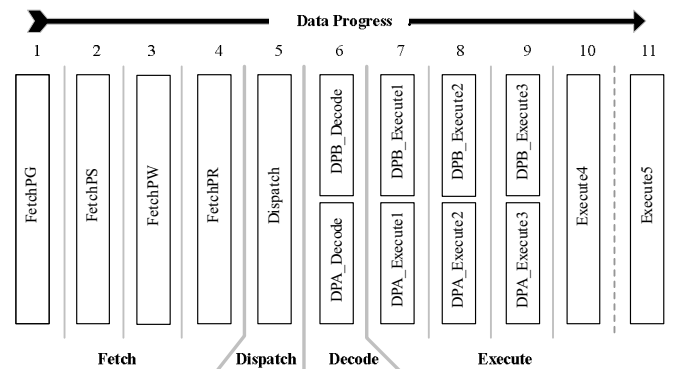 Data Progress
1 2 3 4 5 6 7 8 9 10 11
FetchPG
FetchPS
FetchPW
FetchPR
Dispatch
DPB_Decode
DPA_Decode
DPB_Execute1
DPA_Execute1
DPB_Execute2
DPA_Execute2
DPB_Execute3
DPA_Execute3
Execute4
Execute5
Fetch Dispatch Decode Execute